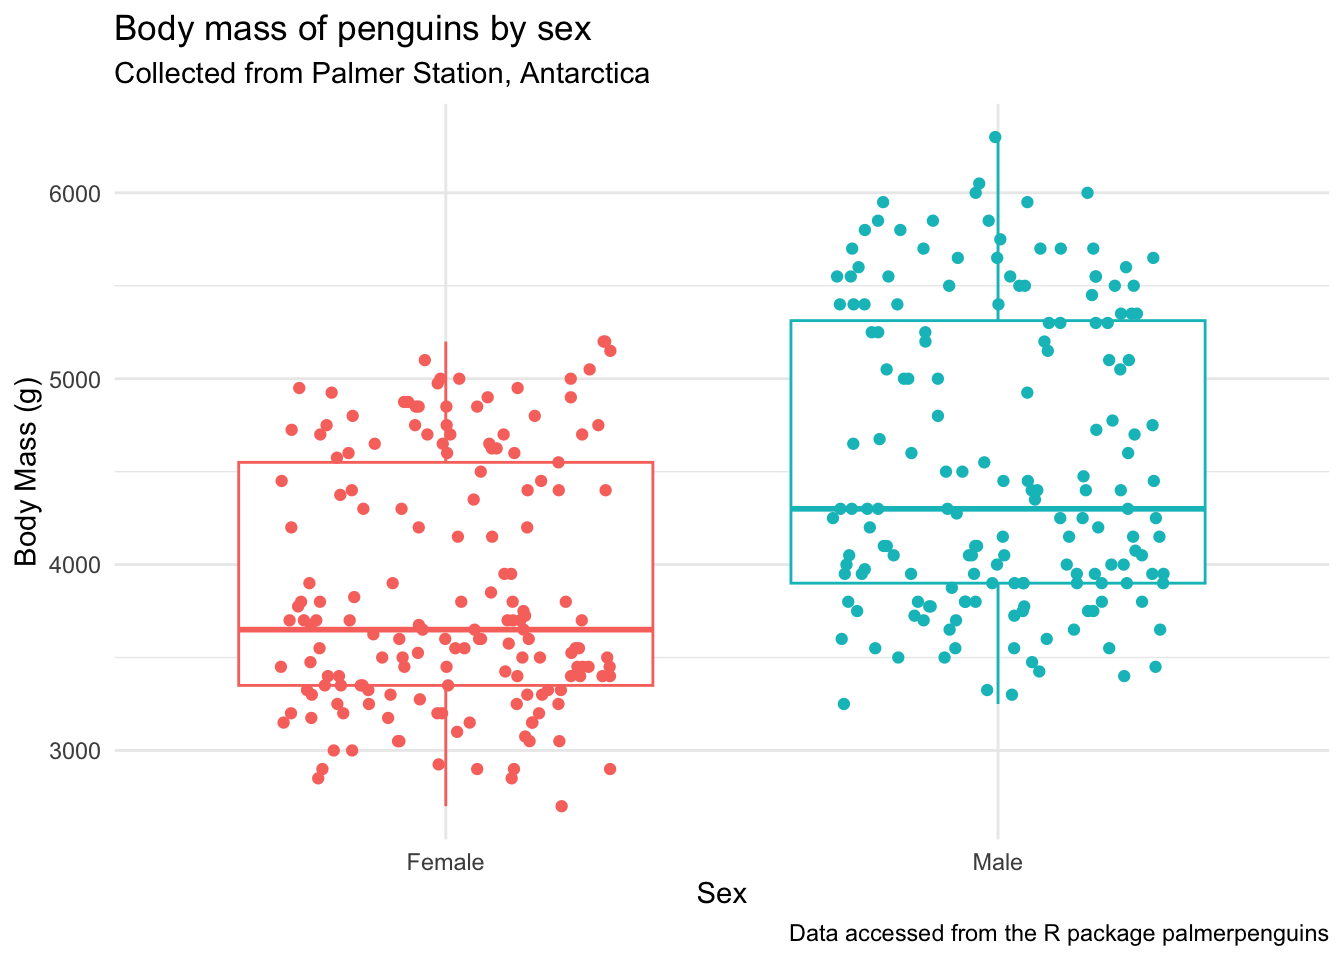 Body mass of penguins by sex
Collected from Palmer Station, Antarctica
6000
5000
4000
3000
Body Mass (g)
Female
Male
Sex
Data accessed from the R package palmerpenguins